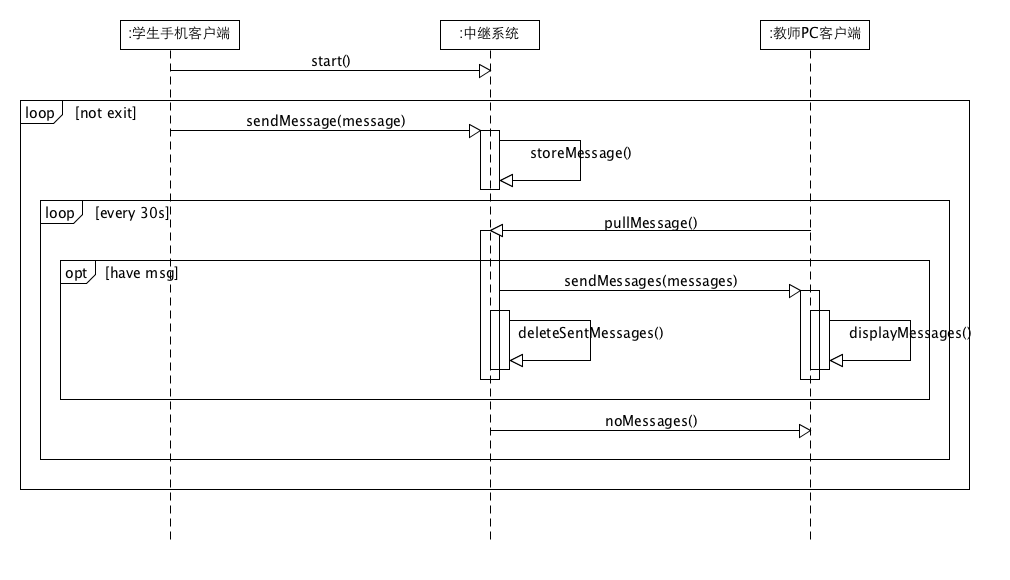 :学生手机客户端
:中继系统
:教师PC客户端
start()
loop [not exit]
sendMessage(message)
storeMessage()
loop [every 30s]
pullMessage()
opt [have msg]
sendMessages(messages)
deleteSentMessages()
displayMessages()
noMessages()